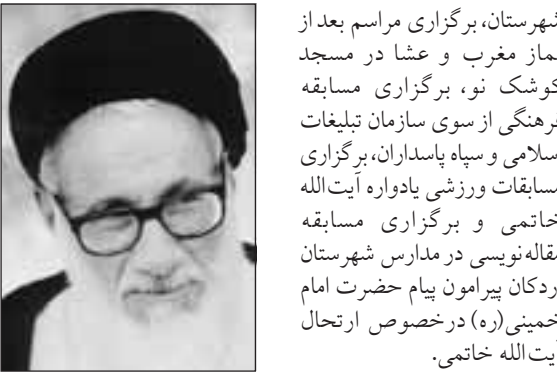 شهرستان، برگزاری مراسم بعد از
نماز مغرب و عشا در مسجد
کوشک نو، برگزاری مسابقه
فرهنگی از سوی سازمان تبلیغات
اسلامی و سپاه پاسداران، برگزاری
مسابقات ورزشی یادواره آیت‌الله
خاتمی و برگزاری مسابقه
مقاله‌نویسی در مدارس شهرستان
اردکان پیرامون پیام حضرت امام
خمینی(ره) درخصوص ارتحال
آیت‌الله خاتمی.